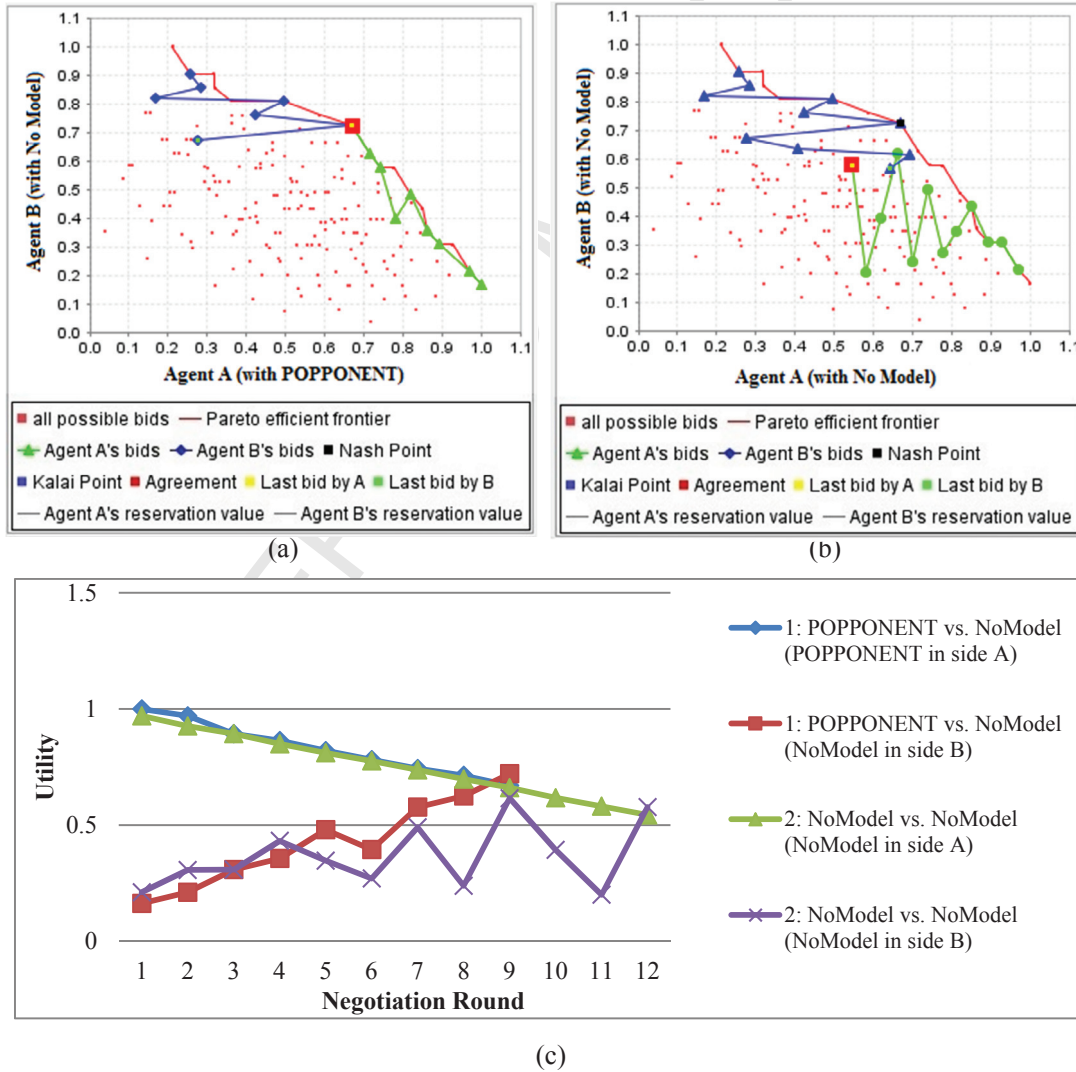 1.1
1.0
0.9
0.8
0.7
0.6
0.5
0.4
0.3
0.2
0.1
0.0
0.0 0.1 0.2 0.3 0.4 0.5 0.6 0.7 0.8 0.9 1.0 1.1
Agent B (with No Model)
Agent A (with POPPONENT)
all possible bids Pareto efficient frontier
Agent A's bids Agent B's bids Nash Point
Kalai Point Agreement Last bid by A Last bid by B
Agent A's reservation value Agent B's reservation value
(a)
1.1
1.0
0.9
0.8
0.7
0.6
0.5
0.4
0.3
0.2
0.1
0.0
0.0 0.1 0.2 0.3 0.4 0.5 0.6 0.7 0.8 0.9 1.0 1.1
Agent B (with No Model)
Agent A (with No Model)
all possible bids Pareto efficient frontier
Agent A's bids Agent B's bids Nash Point
Kalai Point Agreement Last bid by A Last bid by B
Agent A's reservation value Agent B's reservation value
(b)
1.5
1
0.5
0
Utility
1 2 3 4 5 6 7 8 9 10 11 12
Negotiation Round
1: POPPONENT vs. NoModel
(POPPONENT in side A)
1: POPPONENT vs. NoModel
(NoModel in side B)
2: NoModel vs. NoModel
(NoModel in side A)
2: NoModel vs. NoModel
(NoModel in side B)
(c)